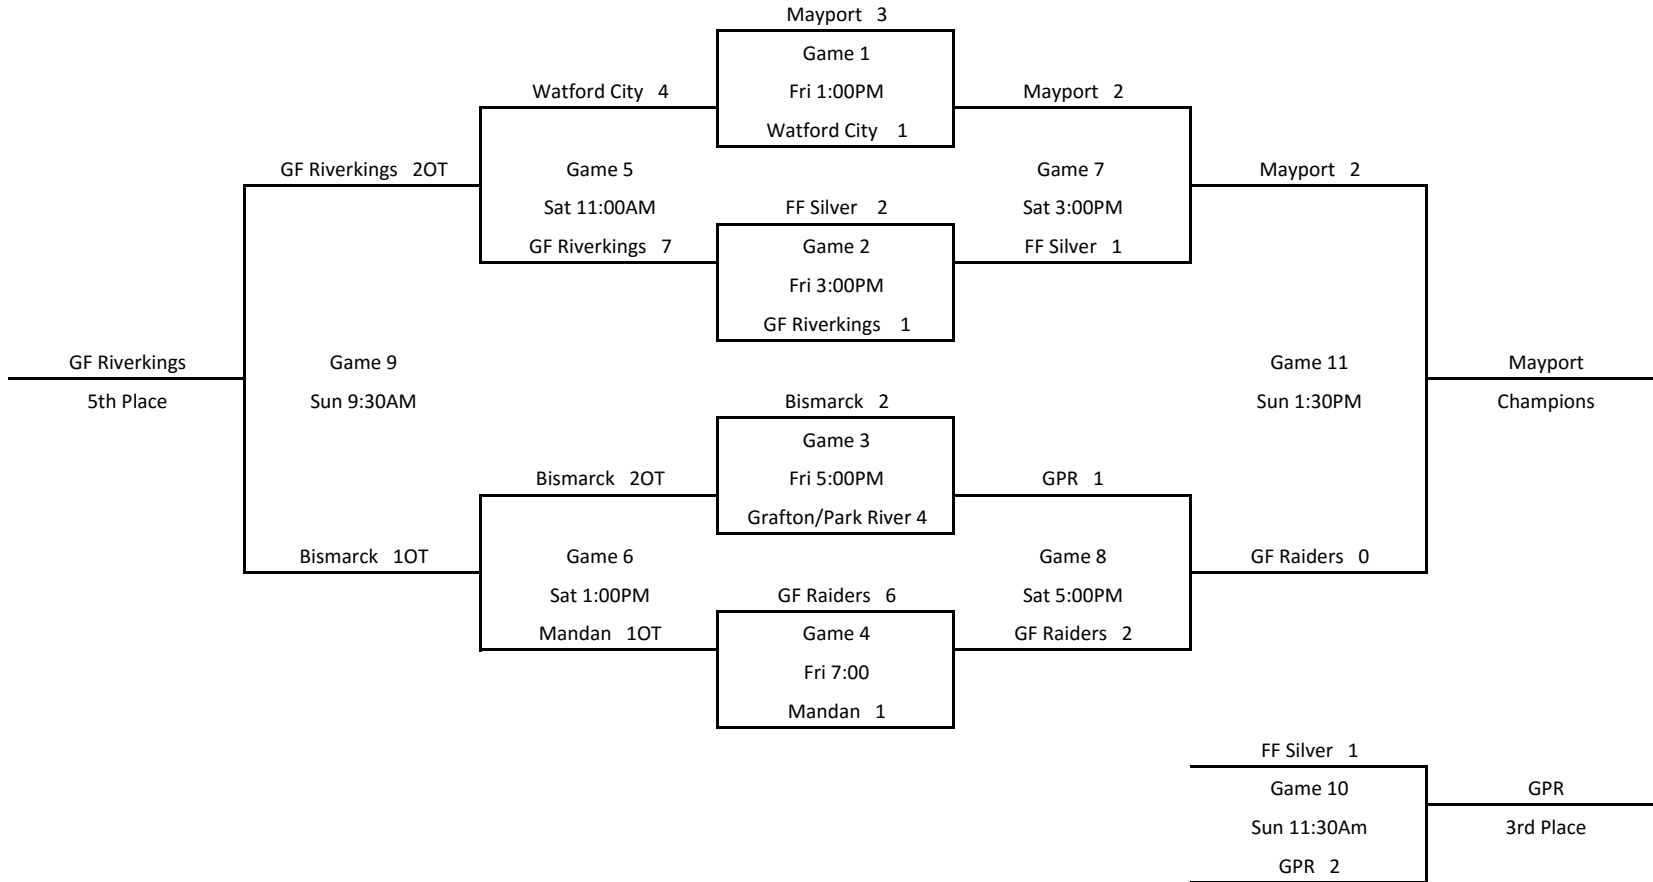 Mayport 3
Game 1
Watford City 4
Fri 1:00PM
Mayport 2
Watford City 1
GF Riverkings 2OT
Game 5
Game 7
Mayport 2
Sat 11:00AM
FF Silver 2
Sat 3:00PM
GF Riverkings 7
Game 2
FF Silver 1
Fri 3:00PM
GF Riverkings 1
GF Riverkings
Game 9
Game 11
Mayport
5th Place
Sun 9:30AM
Bismarck 2
Sun 1:30PM
Champions
Game 3
Bismarck 2OT
Fri 5:00PM
GPR 1
Grafton/Park River 4
Bismarck 1OT
Game 6
Game 8
GF Raiders 0
Sat 1:00PM
GF Raiders 6
Sat 5:00PM
Mandan 1OT
Game 4
GF Raiders 2
Fri 7:00
Mandan 1
FF Silver 1
Game 10
GPR
Sun 11:30Am
3rd Place
GPR 2